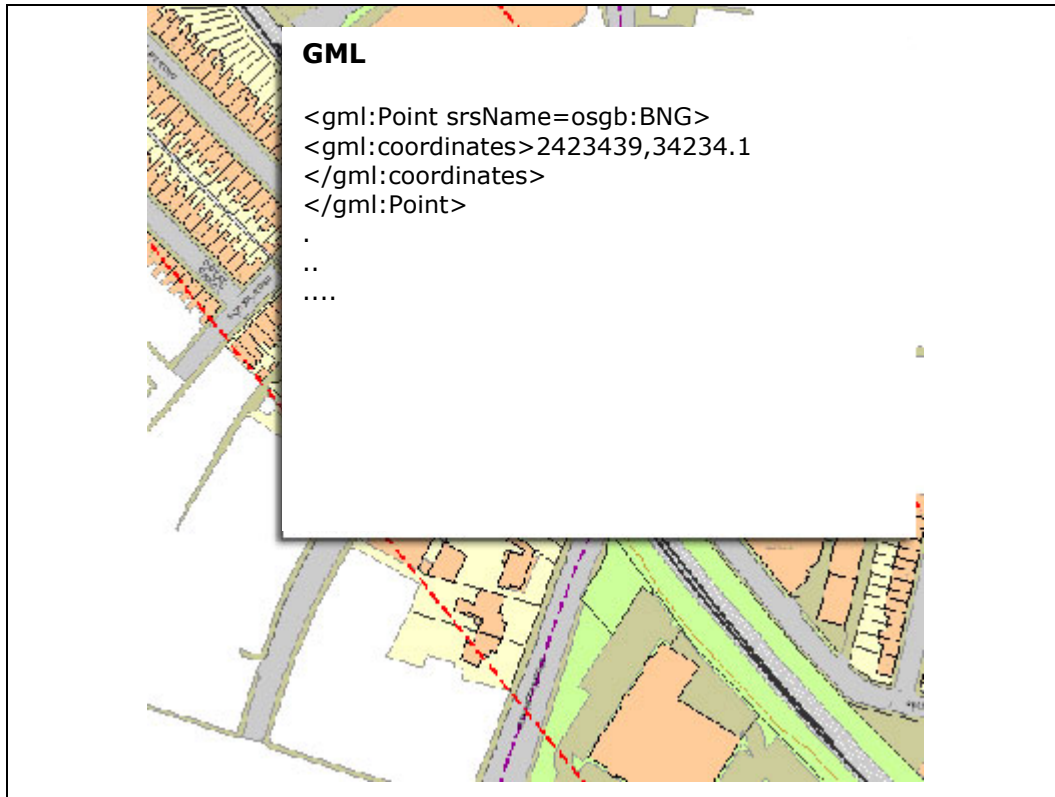 GML
<gml:Point srsName=osgb:BNG>
<gml:coordinates>2423439,34234.1
</gml:coordinates>
</gml:Point>
.
..
....